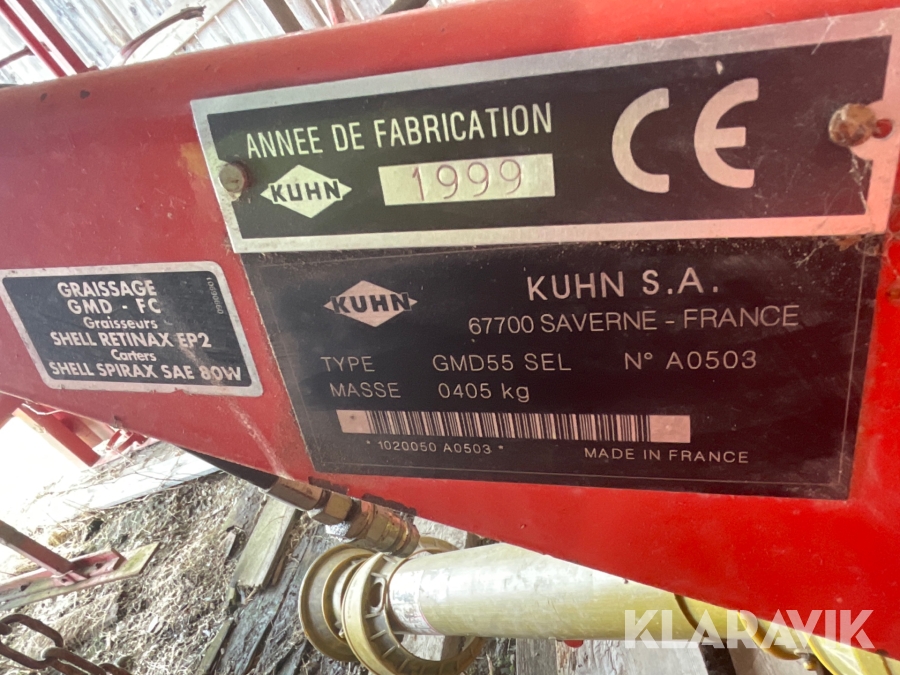 ANNEE DE FABRICATION
KUHN
1999
CE
GRAISSAGE
GMD - FC
Graisseurs
SHELL RETINAX EP2
Carters
SHELL SPIRAX SAE 80W
KUHN
KUHN S.A.
67700 SAVERNE - FRANCE
TYPE GMD55 SEL N° A0503
MASSE 0405 kg
* 1020050 A0503 *
MADE IN FRANCE
KLARAVIK